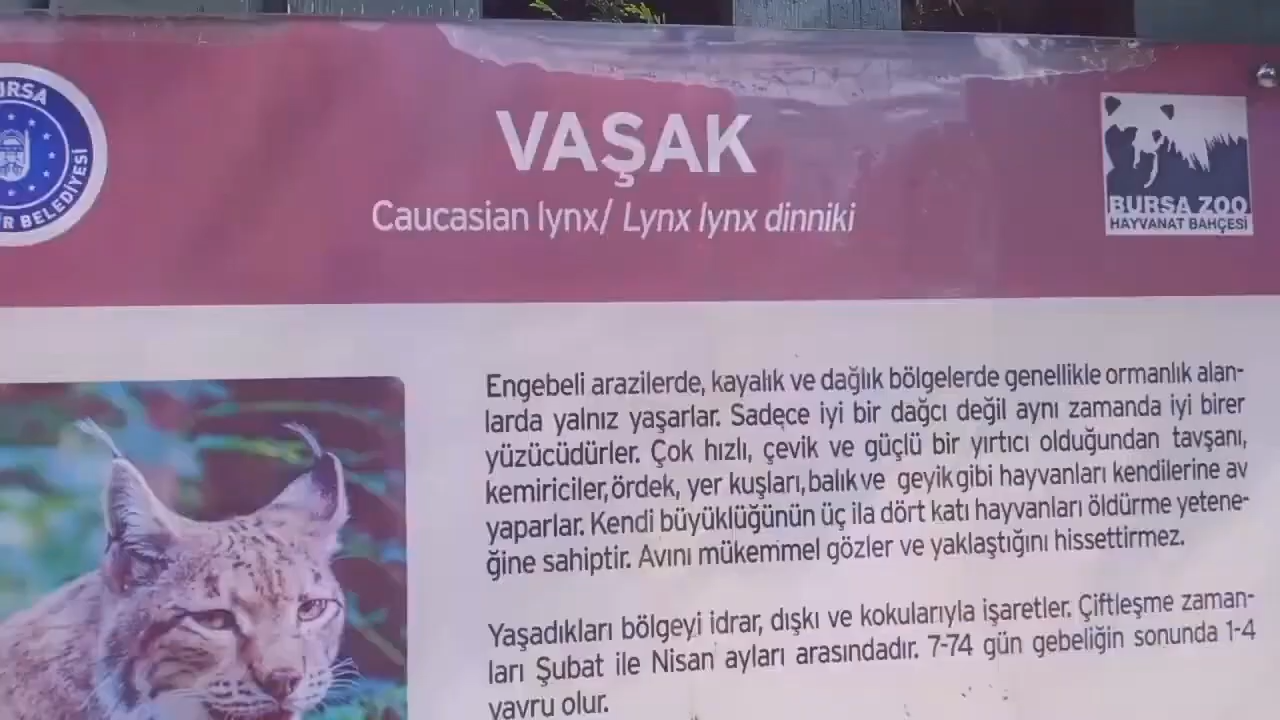 URSA
R BELEDİYESİ
VAŞAK
Caucasian lynx/ Lynx lynx dinniki
BURSA ZOO
HAYVANAT BAHÇESİ
Engebeli arazilerde, kayalık ve dağlık bölgelerde genellikle ormanlık alan-
larda yalnız yaşarlar. Sadece iyi bir dağcı değil aynı zamanda iyi birer
yüzücüdürler. Çok hızlı, çevik ve güçlü bir yırtıcı olduğundan tavşanı,
kemiriciler, ördek, yer kuşları, balık ve geyik gibi hayvanları kendilerine av
yaparlar. Kendi büyüklüğünün üç ila dört katı hayvanları öldürme yetene-
ğine sahiptir. Avını mükemmel gözler ve yaklaştığını hissettirmez.
Yaşadıkları bölgeyi idrar, dışkı ve kokularıyla işaretler. Çiftleşme zaman-
ları Şubat ile Nisan ayları arasındadır. 7-74 gün gebeliğin sonunda 1-4
yavru olur.